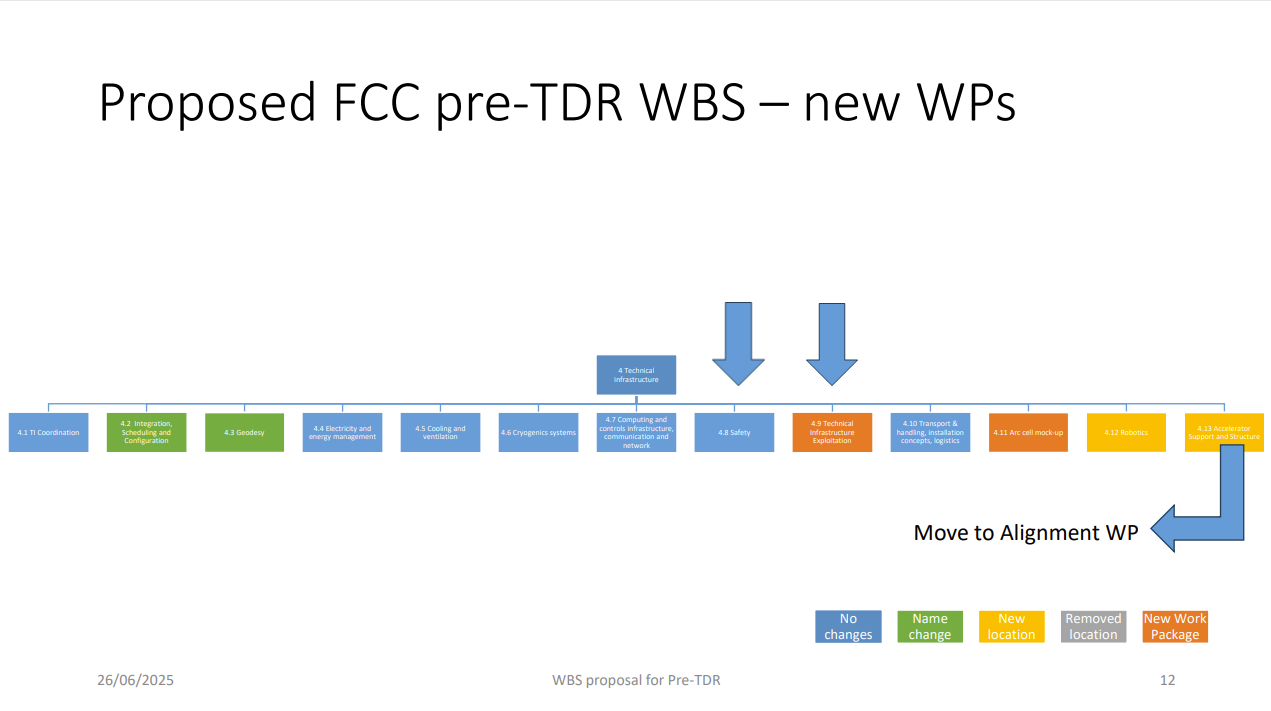 Proposed FCC pre-TDR WBS – new WPs
4 Technical
infrastructure
4.1 TI Coordination
4.2 Integration,
Scheduling and
Configuration
4.3 Geodesy
4.4 Electricity and
energy management
4.5 Cooling and
ventilation
4.6 Cryogenics systems
4.7 Computing and
controls infrastructure,
communication and
network
4.8 Safety
4.9 Technical
Infrastructure
Exploitation
4.10 Transport &
handling, installation
concepts, logistics
4.11 Arc cell mock-up
4.12 Robotics
4.13 Accelerator
Support and Structure
Move to Alignment WP
No
changes
Name
change
New
location
Removed
location
New Work
Package
26/06/2025
WBS proposal for Pre-TDR
12